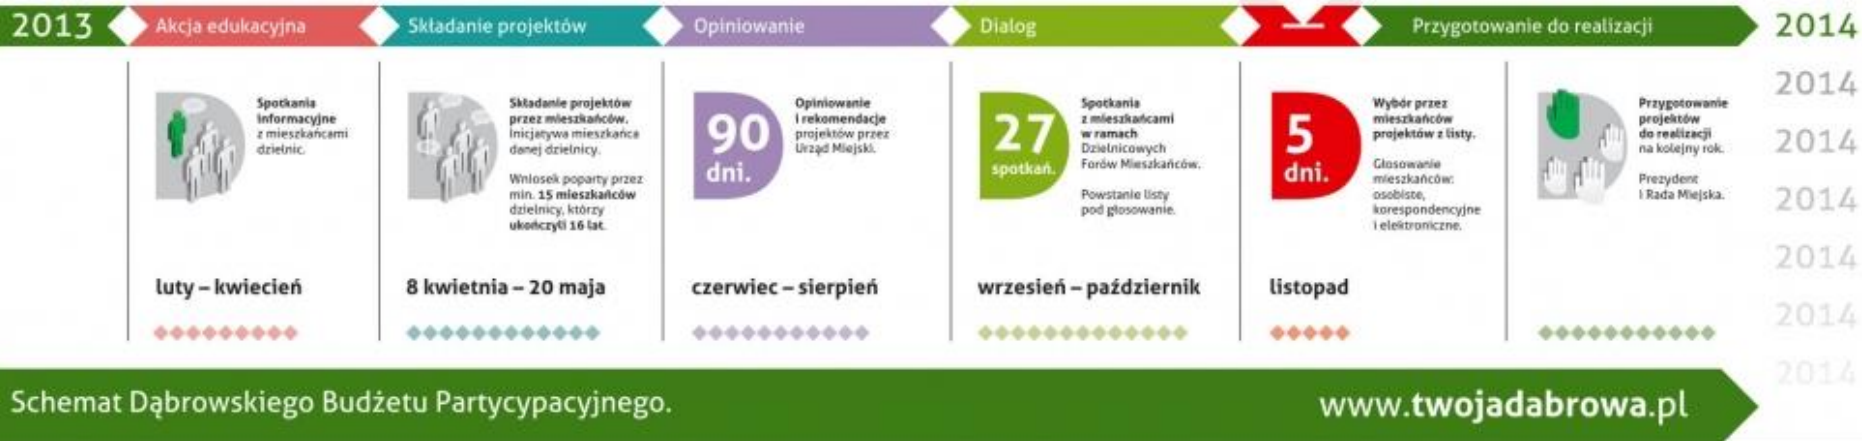 2013
Akcja edukacyjna
Składanie projektów
Opiniowanie
Dialog
Przygotowanie do realizacji
2014
2014
2014
2014
2014
2014
2014
Spotkania
informacyjne
z mieszkańcami
dzielnic.
luty – kwiecień
Składanie projektów
przez mieszkańców.
Inicjatywa mieszkańca
danej dzielnicy.
Wniosek poparty przez
min. 15 mieszkańców
dzielnicy, którzy
ukończyli 16 lat.
8 kwietnia – 20 maja
90
dni.
Opiniowanie
i rekomendacje
projektów przez
Urząd Miejski.
czerwiec – sierpień
27
spotkań.
Spotkania
z mieszkańcami
w ramach
Dzielnicowych
Forów Mieszkańców.
Powstanie listy
pod głosowanie.
wrzesień – październik
5
dni.
Wybór przez
mieszkańców
projektów z listy.
Głosowanie
mieszkańców:
osobiste,
korespondencyjne
i elektroniczne.
listopad
Przygotowanie
projektów
do realizacji
na kolejny rok.
Prezydent
i Rada Miejska.
Schemat Dąbrowskiego Budżetu Partycypacyjnego.
www.twojadabrowa.pl